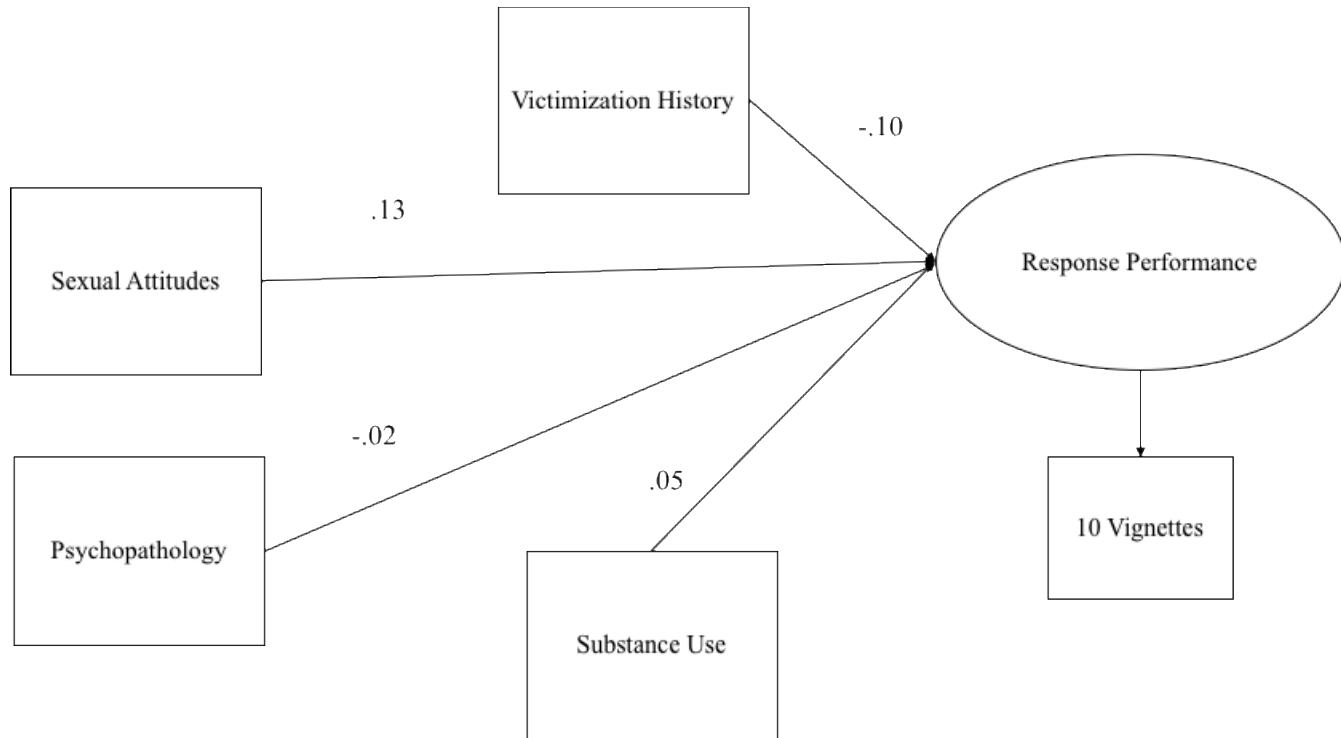 Victimization History
-.10
.13
Sexual Attitudes
Response Performance
-.02
.05
Psychopathology
10 Vignettes
Substance Use